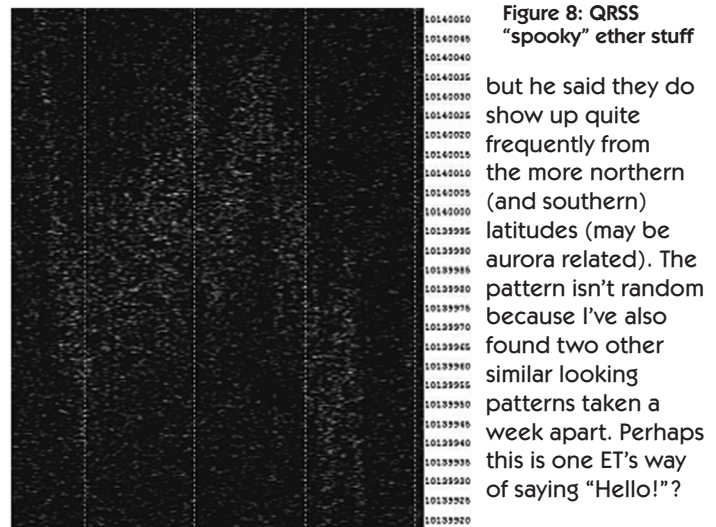 10140050
10140045
10140040
10140035
10140030
10140025
10140020
10140015
10140010
10140005
10140000
10139995
10139990
10139985
10139980
10139975
10139970
10139965
10139960
10139955
10139950
10139945
10139940
10139935
10139930
10139925
10139920
Figure 8: QRSS
“spooky” ether stuff
but he said they do
show up quite
frequently from
the more northern
(and southern)
latitudes (may be
aurora related). The
pattern isn’t random
because I’ve also
found two other
similar looking
patterns taken a
week apart. Perhaps
this is one ET’s way
of saying “Hello!”?